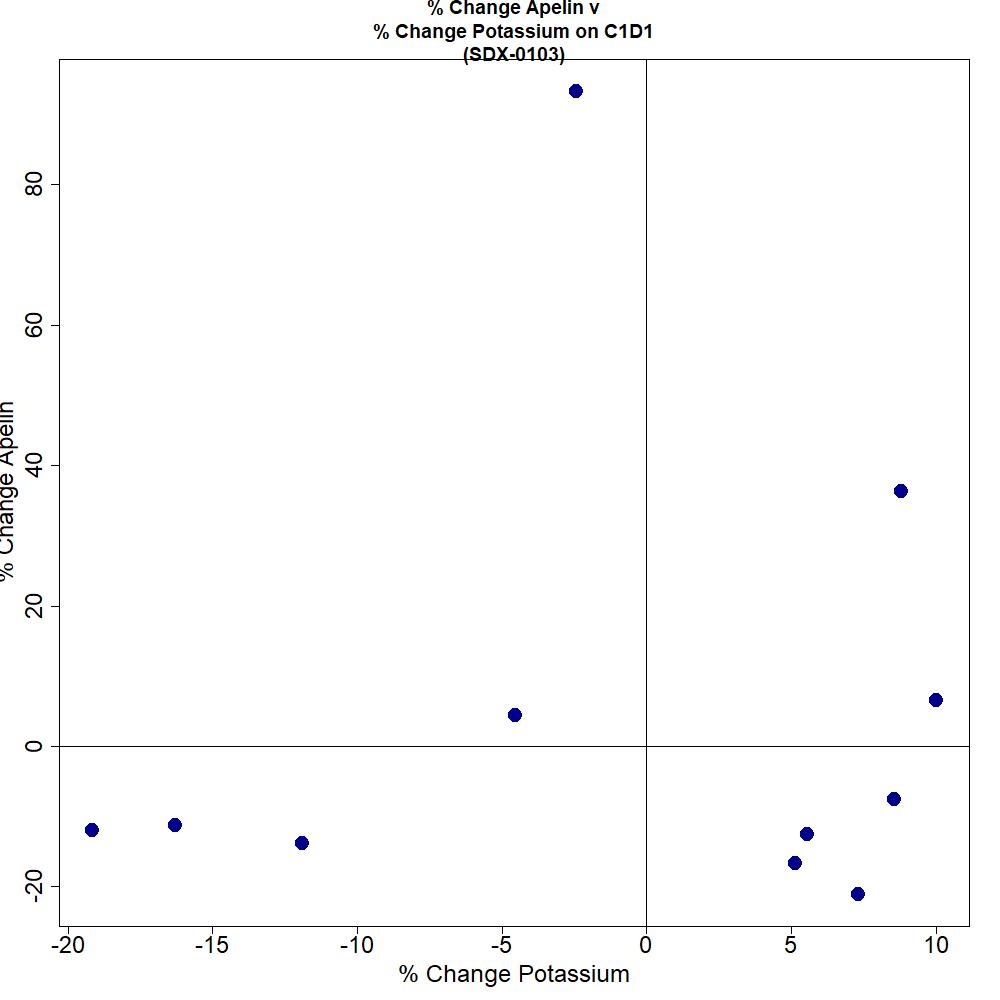 % Change Apelin v
% Change Potassium on C1D1
(SDX-0103)
% Change Apelin
80
60
40
20
0
-20
-20 -15 -10 -5 0 5 10
% Change Potassium